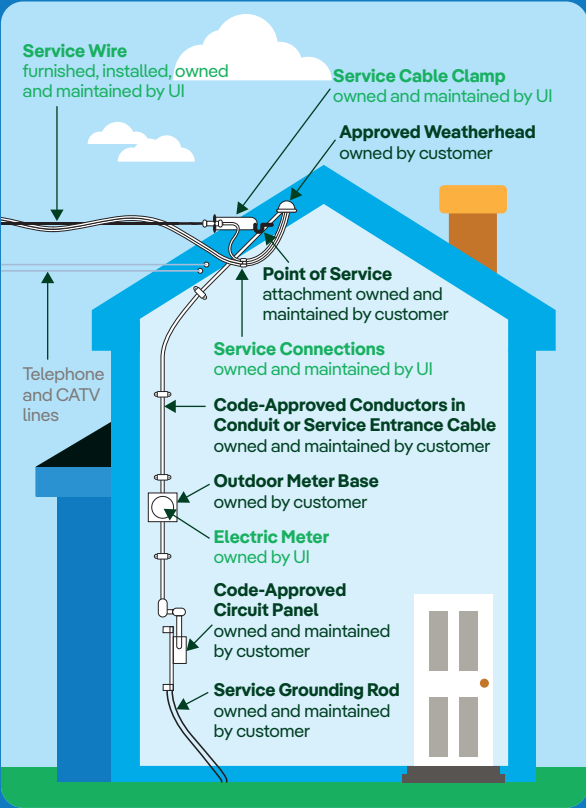 Service Wire
furnished, installed, owned
and maintained by UI
Service Cable Clamp
owned and maintained by UI
Approved Weatherhead
owned by customer
Point of Service
attachment owned and
maintained by customer
Service Connections
owned and maintained by UI
Telephone
and CATV
lines
Code-Approved Conductors in
Conduit or Service Entrance Cable
owned and maintained by customer
Outdoor Meter Base
owned by customer
Electric Meter
owned by UI
Code-Approved
Circuit Panel
owned and maintained
by customer
Service Grounding Rod
owned and maintained
by customer